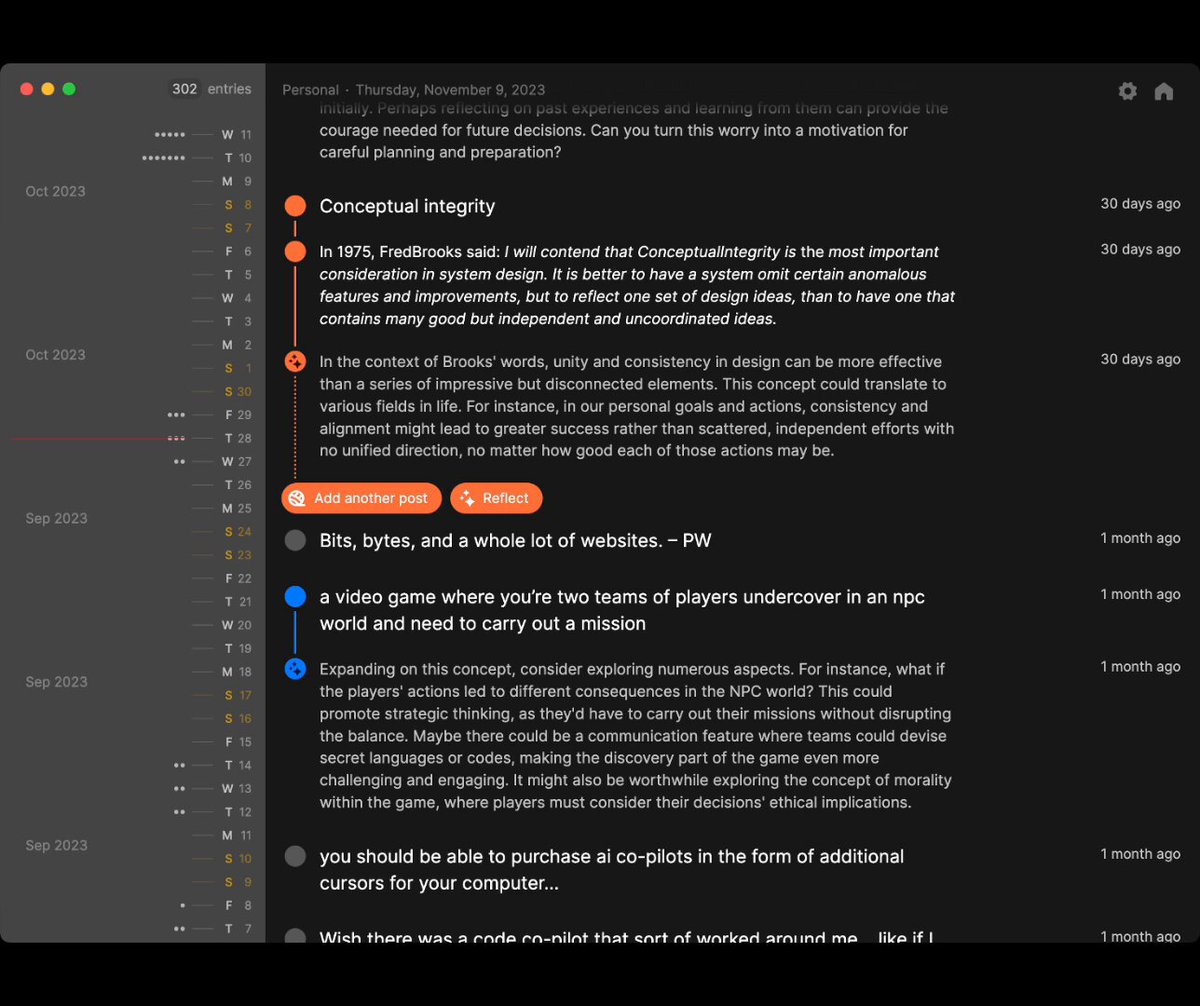 302 entries
W 11
T 10
M 9
Oct 2023
S 8
S 7
F 6
T 5
W 4
T 3
M 2
Oct 2023
S 1
S 30
F 29
T 28
W 27
T 26
M 25
Sep 2023
S 24
S 23
F 22
T 21
W 20
T 19
M 18
Sep 2023
S 17
S 16
F 15
T 14
W 13
T 12
M 11
Sep 2023
S 10
S 9
F 8
T 7
Personal · Thursday, November 9, 2023
initially. Perhaps reflecting on past experiences and learning from them can provide the
courage needed for future decisions. Can you turn this worry into a motivation for
careful planning and preparation?
Conceptual integrity
30 days ago
In 1975, FredBrooks said: I will contend that ConceptualIntegrity is the most important
30 days ago
consideration in system design. It is better to have a system omit certain anomalous
features and improvements, but to reflect one set of design ideas, than to have one that
contains many good but independent and uncoordinated ideas.
In the context of Brooks' words, unity and consistency in design can be more effective
30 days ago
than a series of impressive but disconnected elements. This concept could translate to
various fields in life. For instance, in our personal goals and actions, consistency and
alignment might lead to greater success rather than scattered, independent efforts with
no unified direction, no matter how good each of those actions may be.
Add another post
Reflect
Bits, bytes, and a whole lot of websites. – PW
1 month ago
a video game where you're two teams of players undercover in an npc
1 month ago
world and need to carry out a mission
Expanding on this concept, consider exploring numerous aspects. For instance, what if
1 month ago
the players' actions led to different consequences in the NPC world? This could
promote strategic thinking, as they'd have to carry out their missions without disrupting
the balance. Maybe there could be a communication feature where teams could devise
secret languages or codes, making the discovery part of the game even more
challenging and engaging. It might also be worthwhile exploring the concept of morality
within the game, where players must consider their decisions' ethical implications.
you should be able to purchase ai co-pilots in the form of additional
1 month ago
cursors for your computer...
Wish there was a code co-pilot that sort of worked around me... like if I
1 month ago